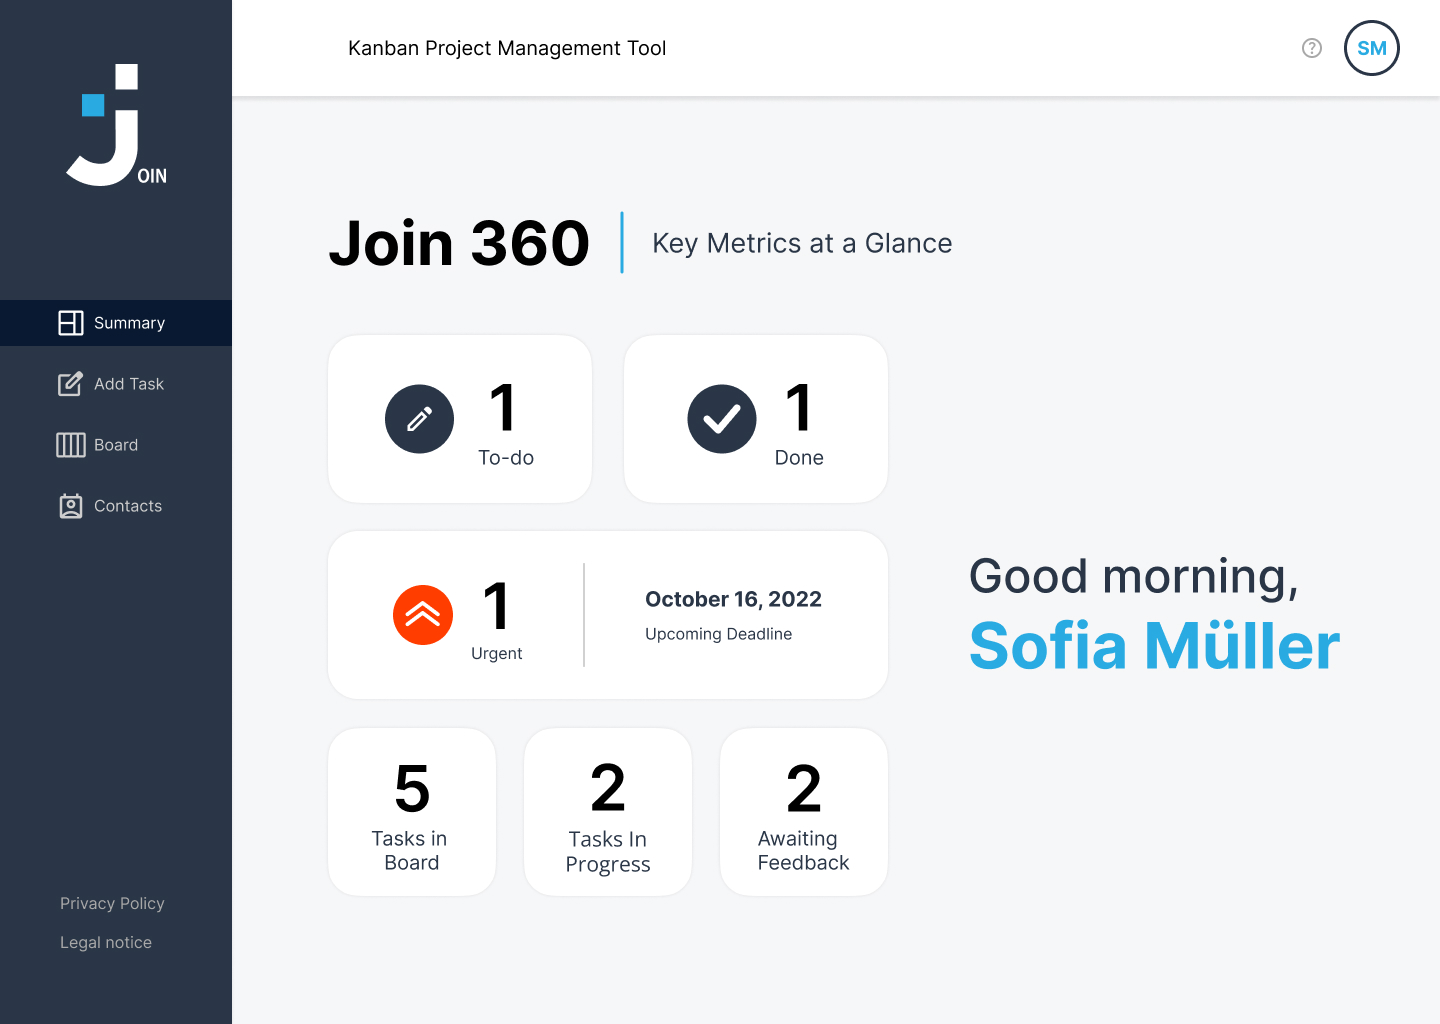 Kanban Project Management Tool
SM
OIN
Summary
Add Task
Board
Contacts
Privacy Policy
Legal notice
Join 360
Key Metrics at a Glance
1
To-do
1
Done
1
Urgent
October 16, 2022
Upcoming Deadline
5
Tasks in
Board
2
Tasks In
Progress
2
Awaiting
Feedback
Good morning,
Sofia Müller